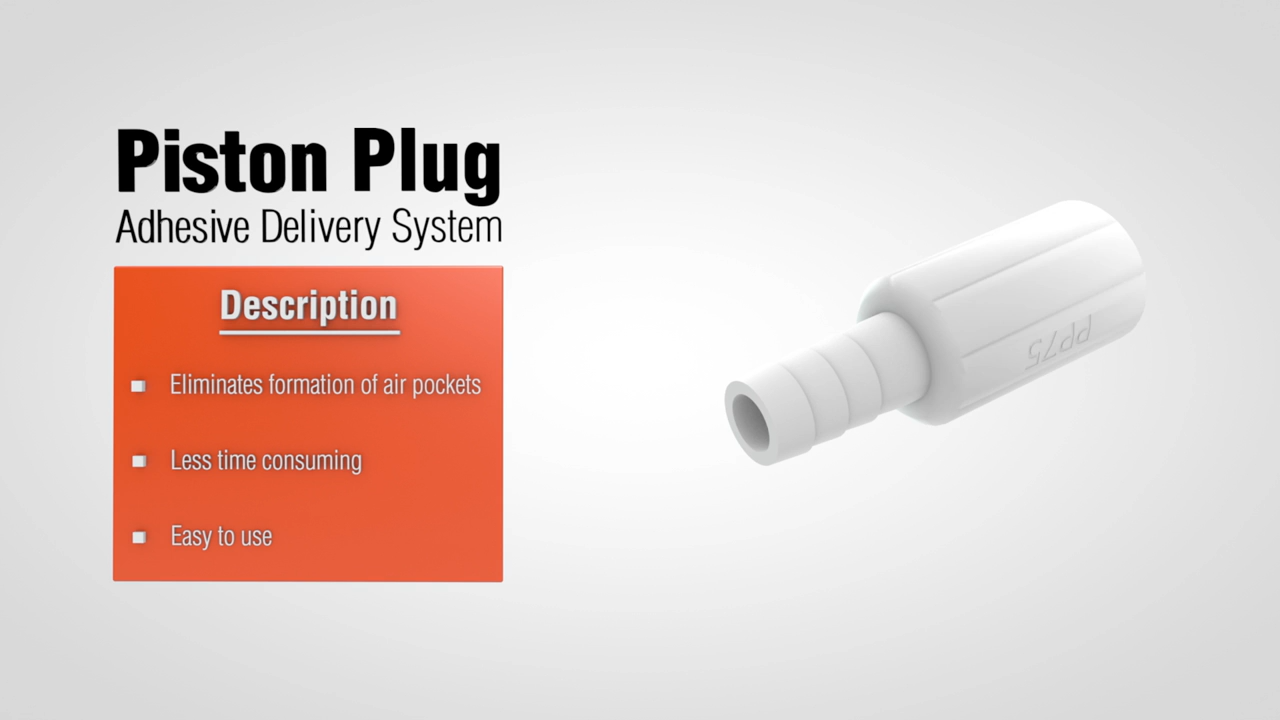 Piston Plug
Adhesive Delivery System
Description
Eliminates formation of air pockets
Less time consuming
Easy to use
PP75